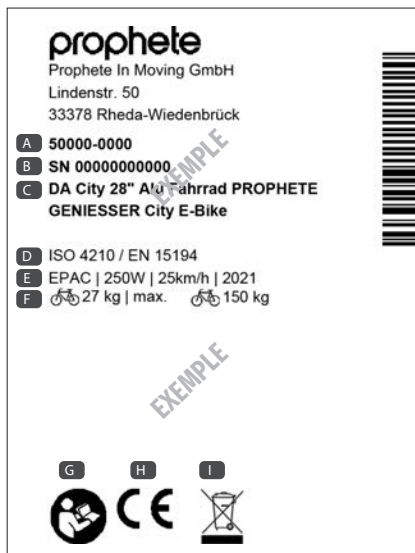 prophete
Prophete In Moving GmbH
Lindenstr. 50
33378 Rheda-Wiedenbrück
A 50000-0000
B SN 00000000000
C DA City 28" Alu Fahrrad PROPHETE
GENIESSER City E-Bike
EXEMPLE
D ISO 4210 / EN 15194
E EPAC | 250W | 25km/h | 2021
F 27 kg | max. 150 kg
EXEMPLE
G H I
CE